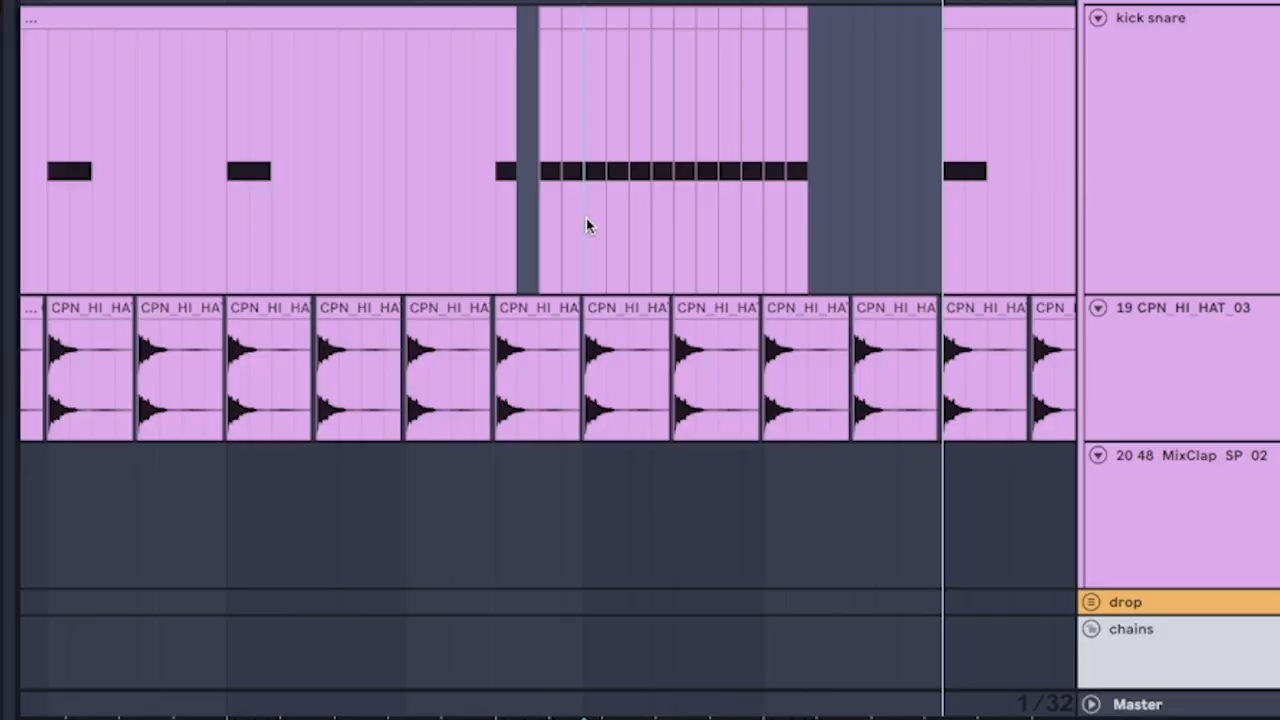 ...
kick snare
... CPN_HI_HA CPN_HI_HA CPN_HI_HA CPN_HI_HA CPN_HI_HA CPN_HI_HA CPN_HI_HA CPN_HI_HA CPN_HI_HA CPN_HI_HA CPN_HI_HA CPN_
19 CPN_HI_HAT_03
20 48 MixClap SP 02
drop
chains
1/32
Master